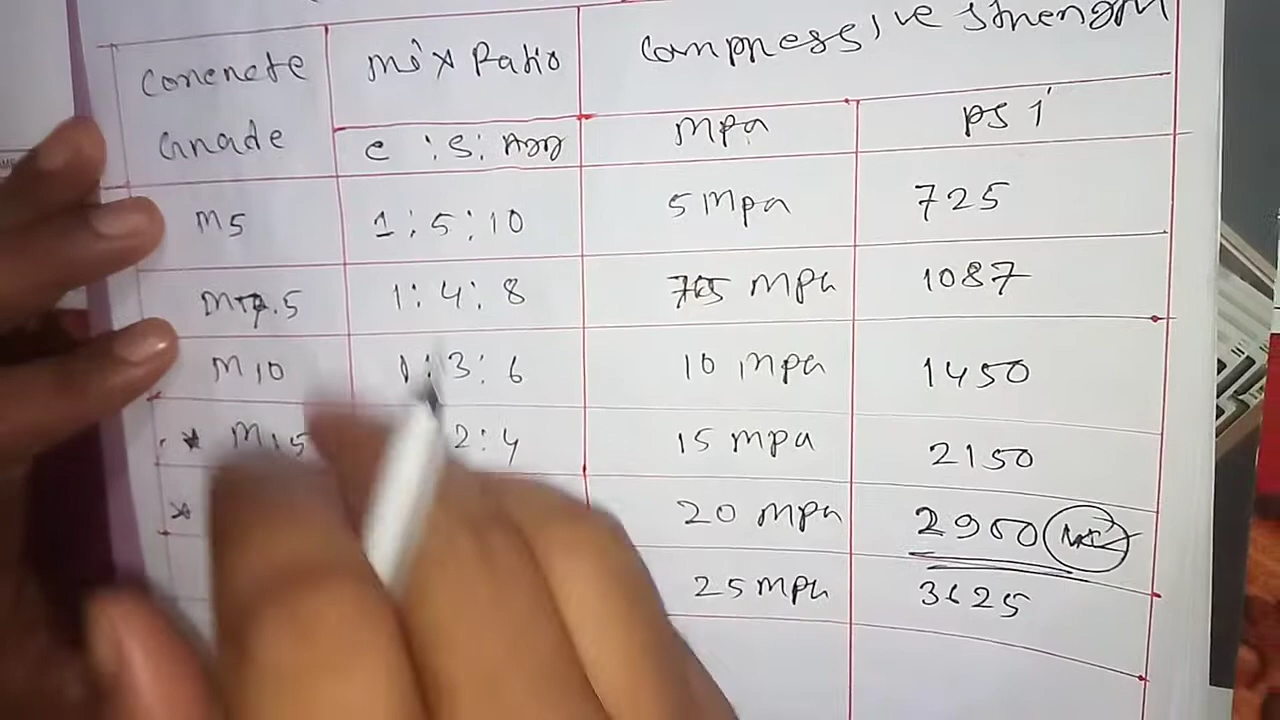 Concrete Grade
mix Ratio
Compressive strength
C : S : Agg
mpa
psi
M5 1:5:10 5 mpa 725
M7.5 1:4:8 7.5 mpa 1087
M10 1:3:6 10 mpa 1450
M15 2:4 15 mpa 2150
20 mpa 2900
25 mpa 3625